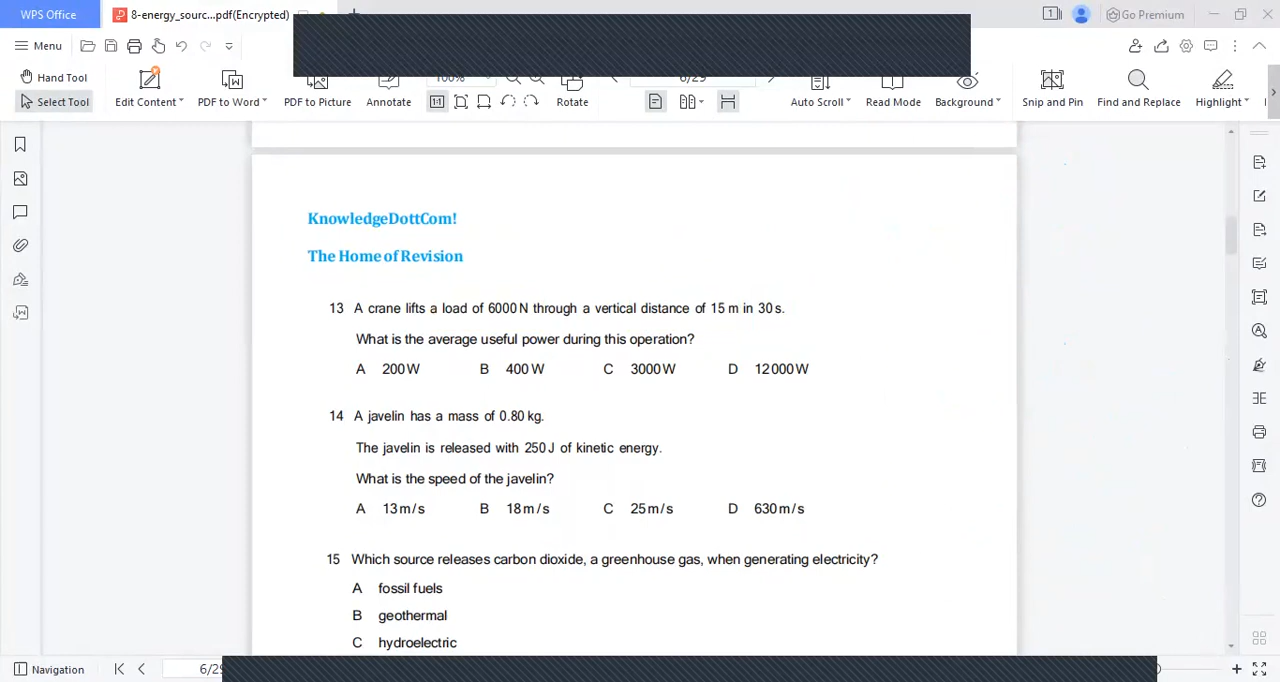 WPS Office
8-energy_sourc...pdf(Encrypted)
Go Premium
Menu
Hand Tool
Select Tool
Edit Content
PDF to Word
PDF to Picture
Annotate
100%
6/29
Rotate
Auto Scroll
Read Mode
Background
Snip and Pin
Find and Replace
Highlight
KnowledgeDottCom!
The Home of Revision
13 A crane lifts a load of 6000 N through a vertical distance of 15 m in 30 s.
What is the average useful power during this operation?
A 200 W B 400 W C 3000 W D 12 000 W
14 A javelin has a mass of 0.80 kg.
The javelin is released with 250 J of kinetic energy.
What is the speed of the javelin?
A 13 m/s B 18 m/s C 25 m/s D 630 m/s
15 Which source releases carbon dioxide, a greenhouse gas, when generating electricity?
A fossil fuels
B geothermal
C hydroelectric
Navigation
6/29